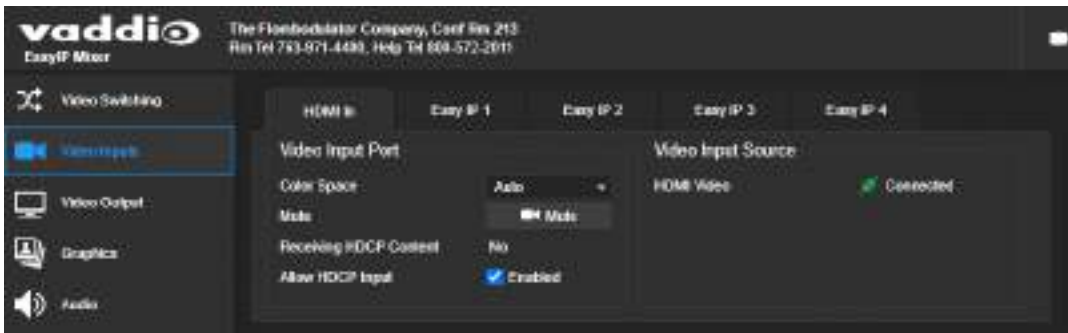 vaddio
EasyIP Mixer
The Flambodulator Company, Conf Rm 213
Rm Tel 763-971-4400, Help Tel 800-572-2011
Video Switching
Video Inputs
Video Output
Graphics
Audio
HDMI In
Easy IP 1
Easy IP 2
Easy IP 3
Easy IP 4
Video Input Port
Color Space
Auto
Mute
Mute
Receiving HDCP Content
No
Allow HDCP Input
Enabled
Video Input Source
HDMI Video
Connected